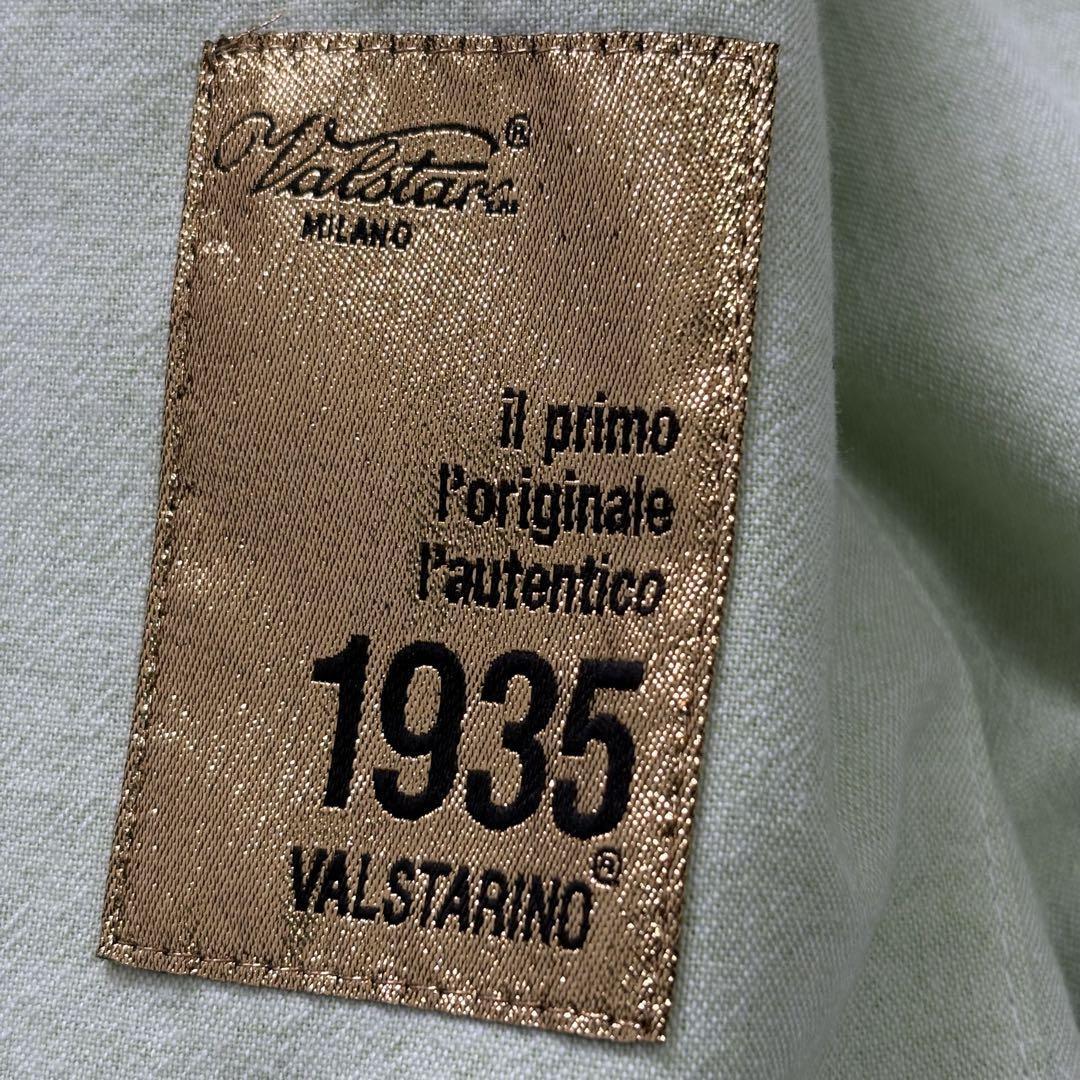 Valstar®
MILANO
il primo
l'originale
l'autentico
1935
VALSTARINO®